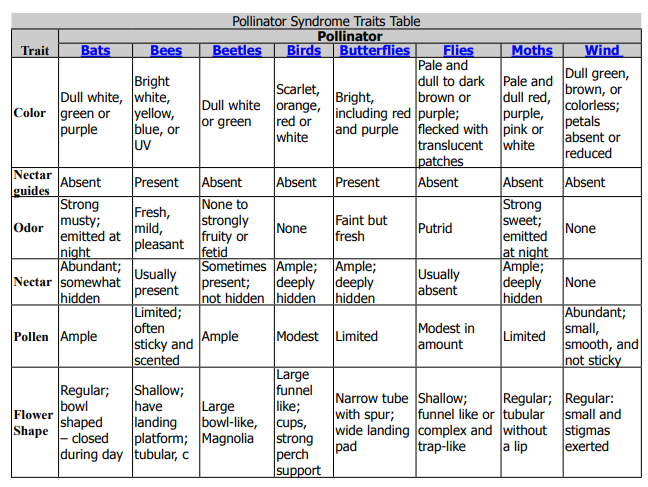 Pollinator Syndrome Traits Table
Pollinator
Trait Bats Bees Beetles Birds Butterflies Flies Moths Wind
Color
Dull white,
green or
purple
Bright
white,
yellow,
blue, or
UV
Dull white
or green
Scarlet,
orange,
red or
white
Bright,
including red
and purple
Pale and
dull to dark
brown or
purple;
flecked with
translucent
patches
Pale and
dull red,
purple,
pink or
white
Dull green,
brown, or
colorless;
petals
absent or
reduced
Nectar
guides
Absent
Present
Absent
Absent
Present
Absent
Absent
Absent
Odor
Strong
musty;
emitted at
night
Fresh,
mild,
pleasant
None to
strongly
fruity or
fetid
None
Faint but
fresh
Putrid
Strong
sweet;
emitted
at night
None
Nectar
Abundant;
somewhat
hidden
Usually
present
Sometimes
present;
not hidden
Ample;
deeply
hidden
Ample;
deeply
hidden
Usually
absent
Ample;
deeply
hidden
None
Pollen
Ample
Limited;
often
sticky and
scented
Ample
Modest
Limited
Modest in
amount
Limited
Abundant;
small,
smooth, and
not sticky
Flower
Shape
Regular;
bowl
shaped
– closed
during day
Shallow;
have
landing
platform;
tubular, c
Large
bowl-like,
Magnolia
Large
funnel
like;
cups,
strong
perch
support
Narrow tube
with spur;
wide landing
pad
Shallow;
funnel like or
complex and
trap-like
Regular;
tubular
without
a lip
Regular:
small and
stigmas
exerted